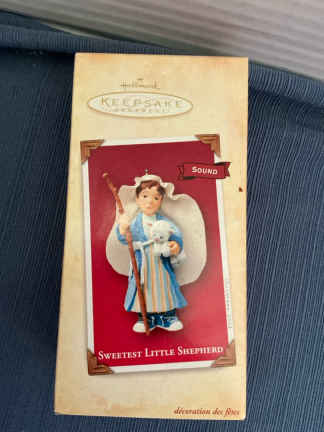 Hallmark
KEEPSAKE
ORNAMENT
SOUND
SWEETEST LITTLE SHEPHERD
décoration des fêtes